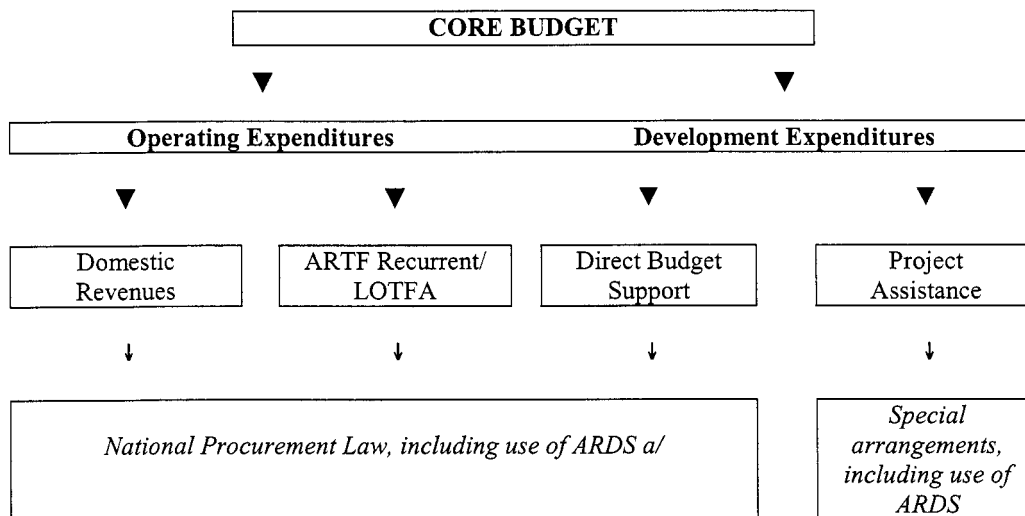 CORE BUDGET
Operating Expenditures
Development Expenditures
Domestic
Revenues
ARTF Recurrent/
LOTFA
Direct Budget
Support
Project
Assistance
National Procurement Law, including use of ARDS a/
Special
arrangements,
including use of
ARDS